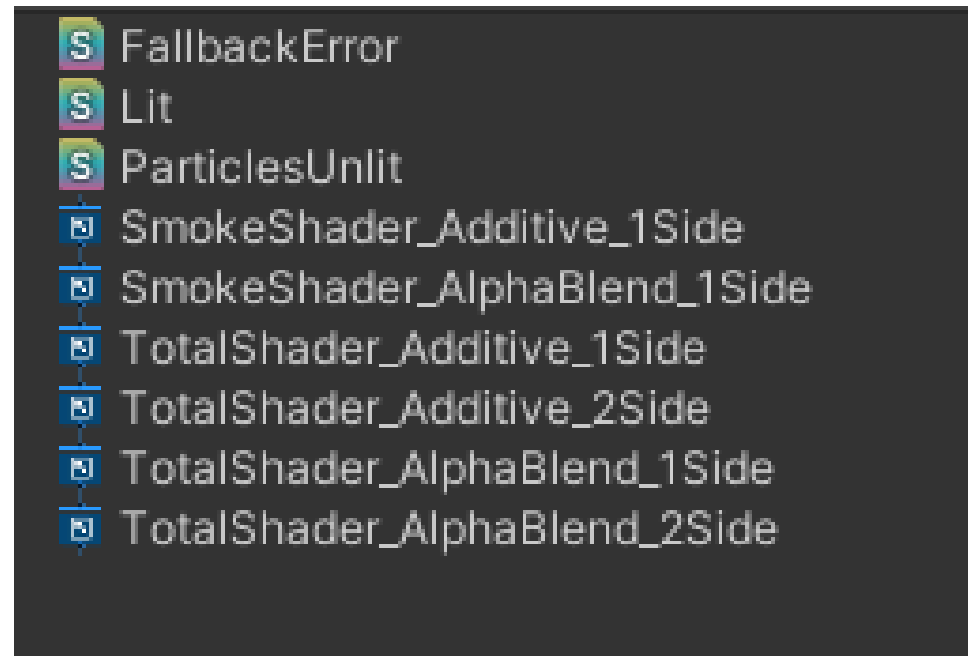 FallbackError
Lit
ParticlesUnlit
SmokeShader_Additive_1Side
SmokeShader_AlphaBlend_1Side
TotalShader_Additive_1Side
TotalShader_Additive_2Side
TotalShader_AlphaBlend_1Side
TotalShader_AlphaBlend_2Side